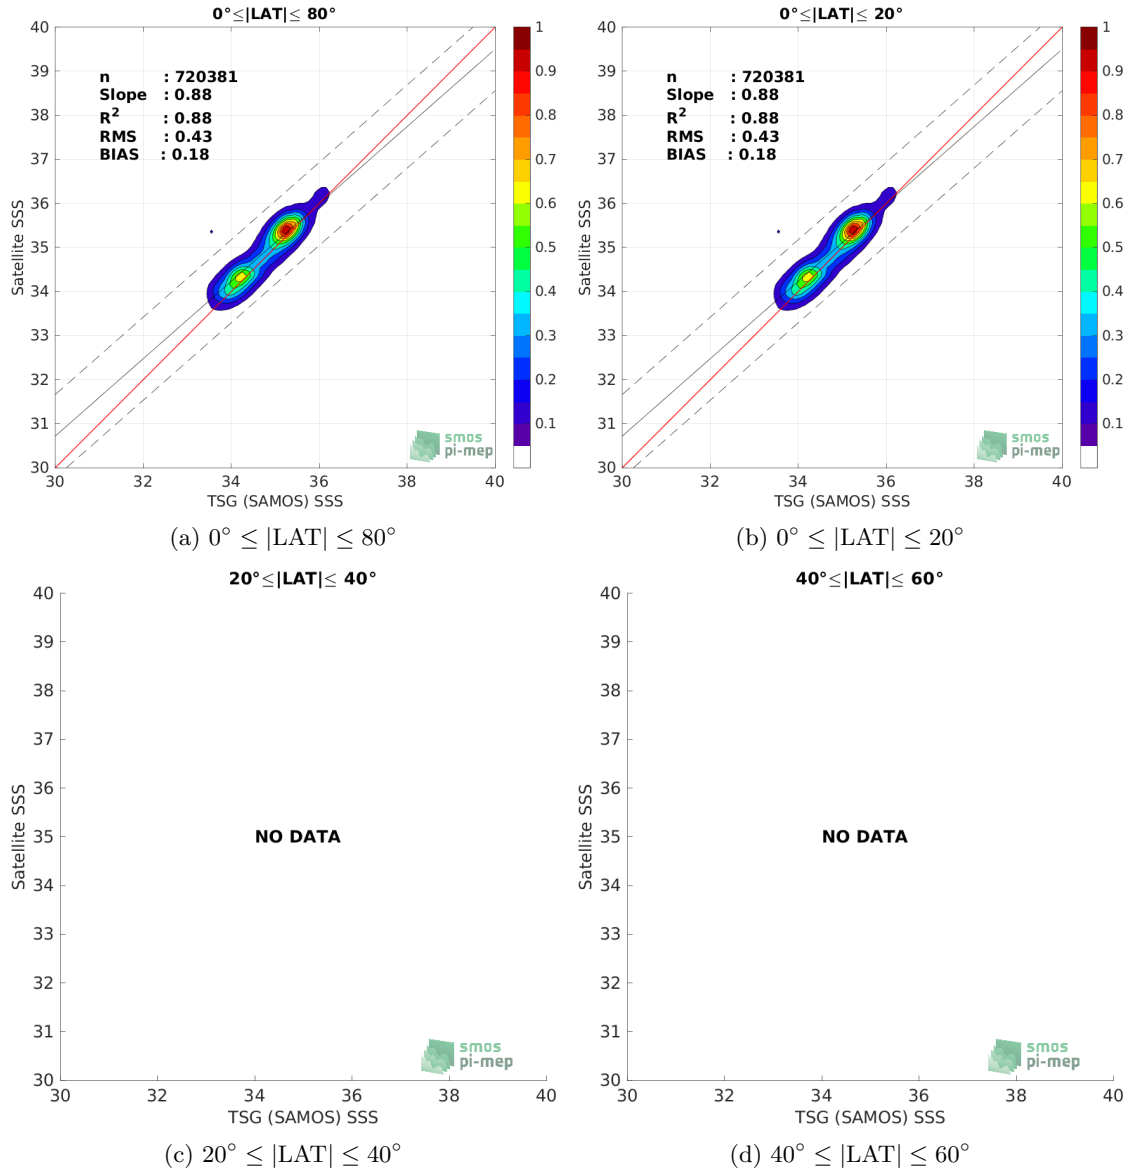 0°≤|LAT|≤ 80°
40
39
38
37
36
35
34
33
32
31
30
Satellite SSS
n : 720381
Slope : 0.88
R² : 0.88
RMS : 0.43
BIAS : 0.18
smos
pi-mep
30 32 34 36 38 40
TSG (SAMOS) SSS
1
0.9
0.8
0.7
0.6
0.5
0.4
0.3
0.2
0.1
(a) 0° ≤ |LAT| ≤ 80°
0°≤|LAT|≤ 20°
40
39
38
37
36
35
34
33
32
31
30
Satellite SSS
n : 720381
Slope : 0.88
R² : 0.88
RMS : 0.43
BIAS : 0.18
smos
pi-mep
30 32 34 36 38 40
TSG (SAMOS) SSS
1
0.9
0.8
0.7
0.6
0.5
0.4
0.3
0.2
0.1
(b) 0° ≤ |LAT| ≤ 20°
20°≤|LAT|≤ 40°
40
39
38
37
36
35
34
33
32
31
30
Satellite SSS
NO DATA
smos
pi-mep
30 32 34 36 38 40
TSG (SAMOS) SSS
(c) 20° ≤ |LAT| ≤ 40°
40°≤|LAT|≤ 60°
40
39
38
37
36
35
34
33
32
31
30
Satellite SSS
NO DATA
smos
pi-mep
30 32 34 36 38 40
TSG (SAMOS) SSS
(d) 40° ≤ |LAT| ≤ 60°